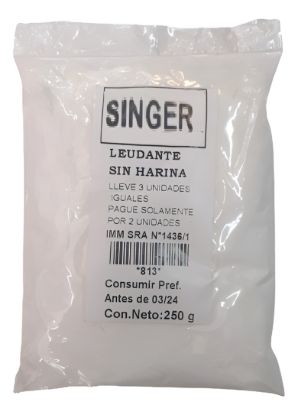 SINGER
LEUDANTE
SIN HARINA
LLEVE 3 UNIDADES
IGUALES
PAGUE SOLAMENTE
POR 2 UNIDADES
IMM SRA N°1436/1
*813*
Consumir Pref.
Antes de 03/24
Con.Neto:250 g